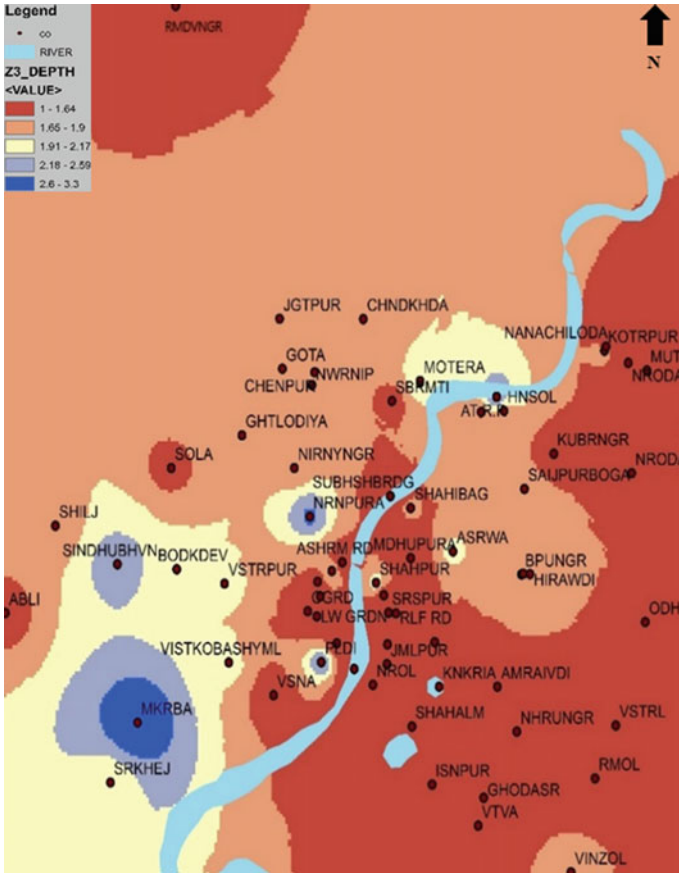 Legend
∞
RIVER
Z3_DEPTH
<VALUE>
1 - 1.64
1.65 - 1.9
1.91 - 2.17
2.18 - 2.59
2.6 - 3.3
RMDVNGR
N
JGTPUR
CHNDKHDA
NANACHILODA
KOTRPUR
GOTA
NWRNIP
MOTERA
MUT
CHENPUR
SBRMTI
NRODA
HNSOL
GHTLODIYA
KUBRNGR
SOLA
NIRNYNGR
SAIJPURBOGA
NRODA
SUBHSHBRDG
NRNPURA
SHAHIBAG
SHILJ
SINDHUBHVN
BODKDEV
ASHRM RD
MDHUPURA
ASRWA
VSTRPUR
SHAHPUR
BPUNGR
HIRAWDI
ABLI
SRSPUR
LW GRDN
RLF RD
ODH
VISTKOBASHYML
PLDI
JMLPUR
VSNA
NROL
KNKRIA
AMRAIVDI
MKRBA
SHAHALM
NHRUNGR
VSTRL
SRKHEJ
ISNPUR
RMOL
GHODASR
VTVA
VINZOL